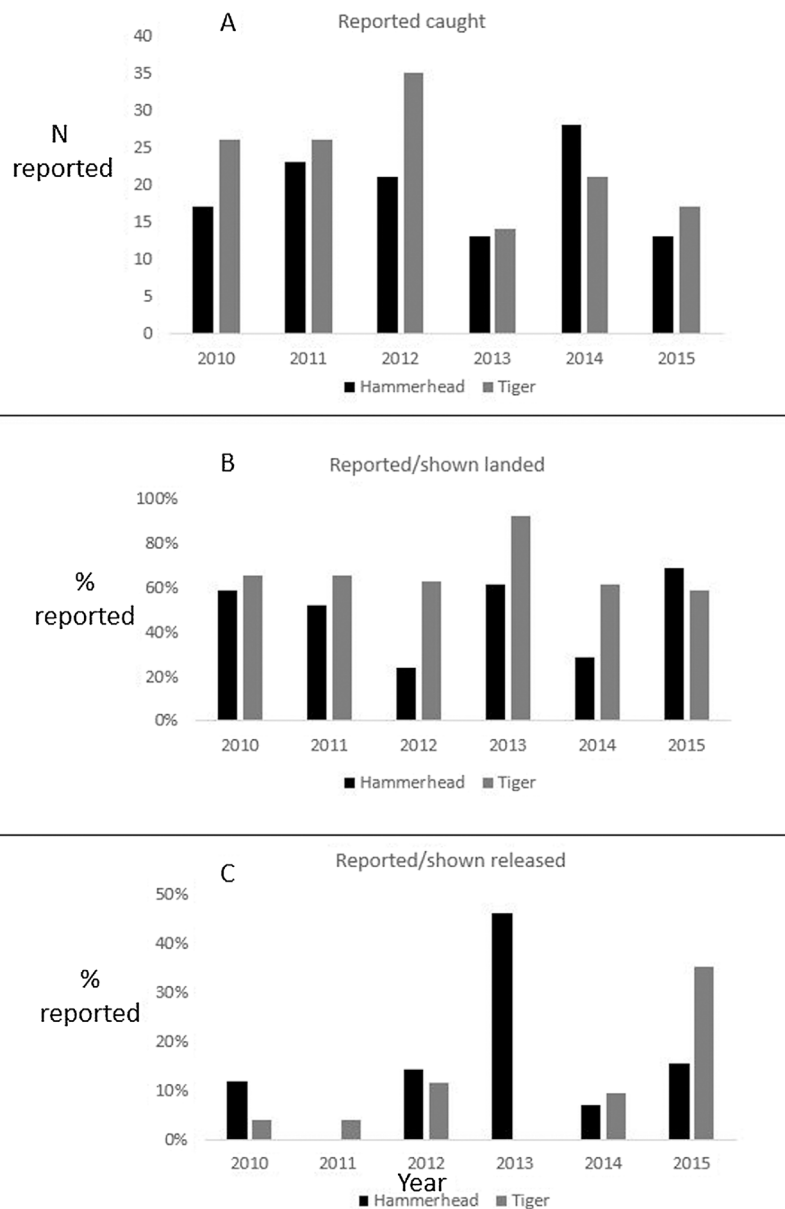 A
Reported caught
40
35
30
25
20
15
10
5
0
N
reported
2010 2011 2012 2013 2014 2015
Hammerhead Tiger
B
Reported/shown landed
100%
80%
60%
40%
20%
0%
%
reported
2010 2011 2012 2013 2014 2015
Hammerhead Tiger
C
Reported/shown released
50%
40%
30%
20%
10%
0%
%
reported
2010 2011 2012 2013 2014 2015
Year
Hammerhead Tiger